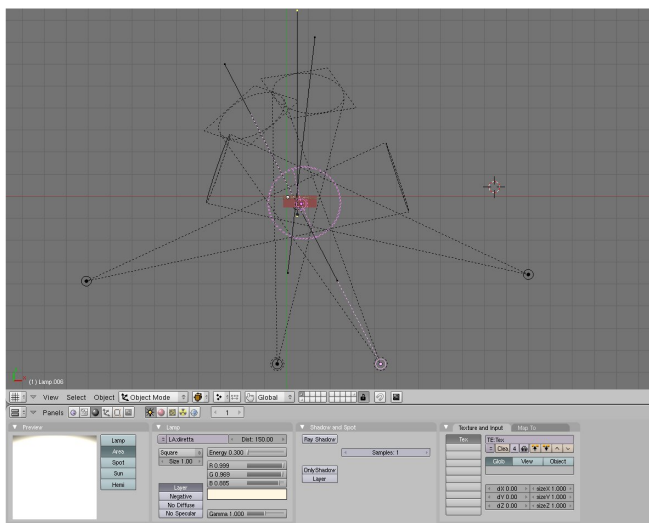 (1) Lamp.006
View Select Object Object Mode Global
Panels 1
Preview
Lamp
Area
Spot
Sun
Hemi
Lamp
LA:diretta Dist: 150.00
Square Energy 0.300
Size 1.00
R 0.999
G 0.969
B 0.885
Layer
Negative
No Diffuse
No Specular Gamma 1.000
Shadow and Spot
Ray Shadow
Samples: 1
OnlyShadow
Layer
Texture and Input Map To
Tex TE:Tex
Clea 4
Glob View Object
dX 0.00 sizeX 1.000
dY 0.00 sizeY 1.000
dZ 0.00 sizeZ 1.000